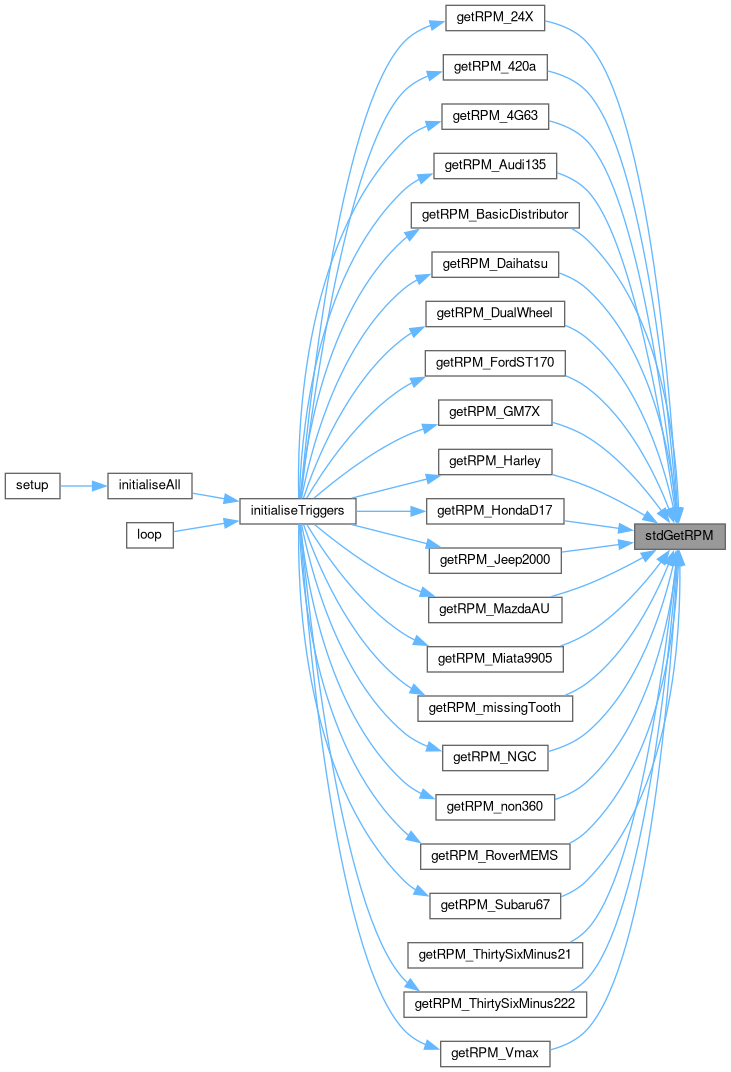 getRPM_24X
getRPM_420a
getRPM_4G63
getRPM_Audi135
getRPM_BasicDistributor
getRPM_Daihatsu
getRPM_DualWheel
getRPM_FordST170
getRPM_GM7X
getRPM_Harley
setup
initialiseAll
initialiseTriggers
getRPM_HondaD17
loop
stdGetRPM
getRPM_Jeep2000
getRPM_MazdaAU
getRPM_Miata9905
getRPM_missingTooth
getRPM_NGC
getRPM_non360
getRPM_RoverMEMS
getRPM_Subaru67
getRPM_ThirtySixMinus21
getRPM_ThirtySixMinus222
getRPM_Vmax